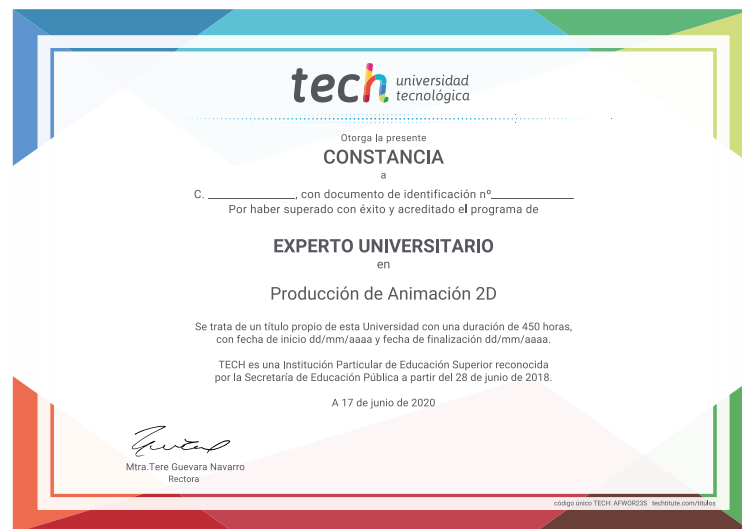 tech universidad
tecnológica
Otorga la presente
CONSTANCIA
a
C. ______________, con documento de identificación nº_____________
Por haber superado con éxito y acreditado el programa de
EXPERTO UNIVERSITARIO
en
Producción de Animación 2D
Se trata de un título propio de esta Universidad con una duración de 450 horas,
con fecha de inicio dd/mm/aaaa y fecha de finalización dd/mm/aaaa.
TECH es una Institución Particular de Educación Superior reconocida
por la Secretaría de Educación Pública a partir del 28 de junio de 2018.
A 17 de junio de 2020
Mtra.Tere Guevara Navarro
Rectora
código único TECH: AFWOR23S techtitute.com/títulos